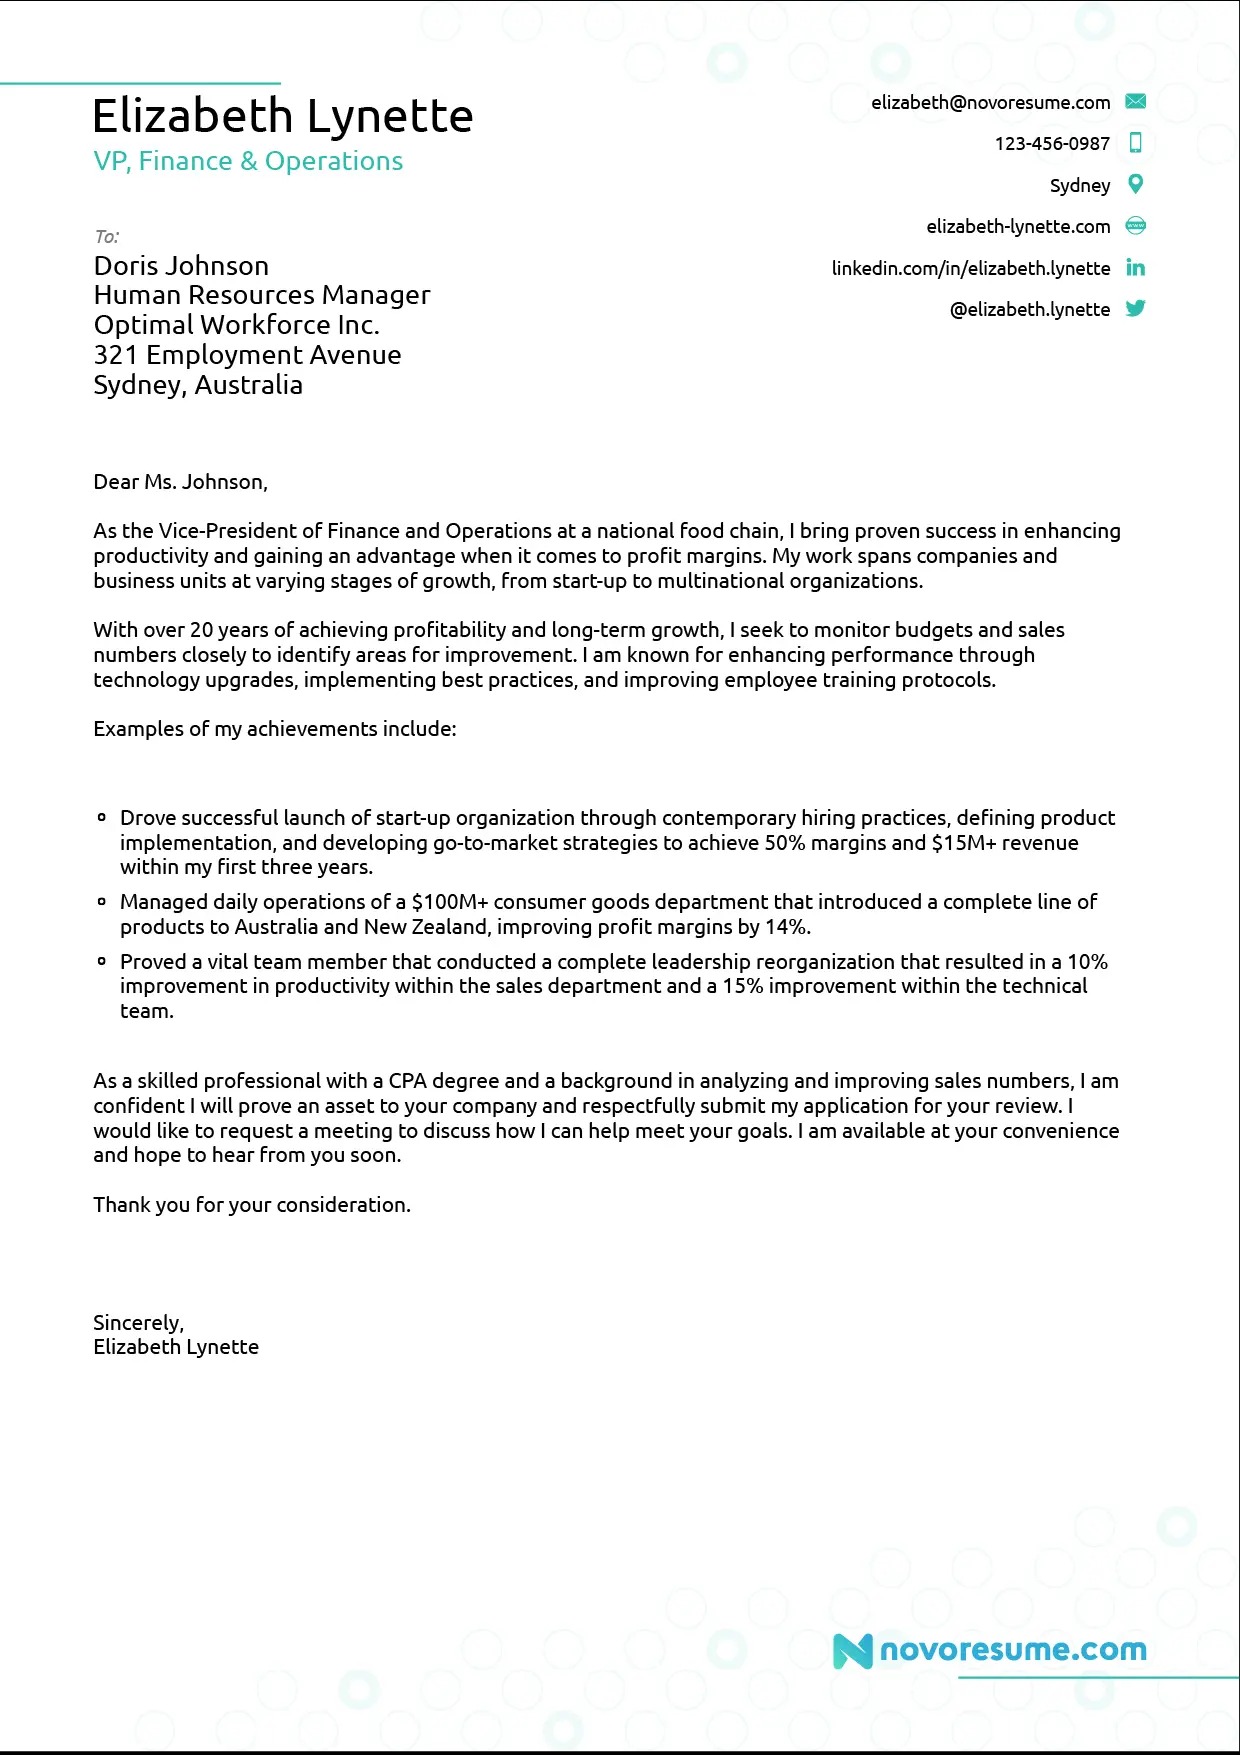 Elizabeth Lynette
VP, Finance & Operations
elizabeth@novoresume.com
123-456-0987
Sydney
elizabeth-lynette.com
www
linkedin.com/in/elizabeth.lynette
in
@elizabeth.lynette
To:
Doris Johnson
Human Resources Manager
Optimal Workforce Inc.
321 Employment Avenue
Sydney, Australia
Dear Ms. Johnson,
As the Vice-President of Finance and Operations at a national food chain, I bring proven success in enhancing
productivity and gaining an advantage when it comes to profit margins. My work spans companies and
business units at varying stages of growth, from start-up to multinational organizations.
With over 20 years of achieving profitability and long-term growth, I seek to monitor budgets and sales
numbers closely to identify areas for improvement. I am known for enhancing performance through
technology upgrades, implementing best practices, and improving employee training protocols.
Examples of my achievements include:
Drove successful launch of start-up organization through contemporary hiring practices, defining product
implementation, and developing go-to-market strategies to achieve 50% margins and $15M+ revenue
within my first three years.
Managed daily operations of a $100M+ consumer goods department that introduced a complete line of
products to Australia and New Zealand, improving profit margins by 14%.
Proved a vital team member that conducted a complete leadership reorganization that resulted in a 10%
improvement in productivity within the sales department and a 15% improvement within the technical
team.
As a skilled professional with a CPA degree and a background in analyzing and improving sales numbers, I am
confident I will prove an asset to your company and respectfully submit my application for your review. I
would like to request a meeting to discuss how I can help meet your goals. I am available at your convenience
and hope to hear from you soon.
Thank you for your consideration.
Sincerely,
Elizabeth Lynette
novoresume.com